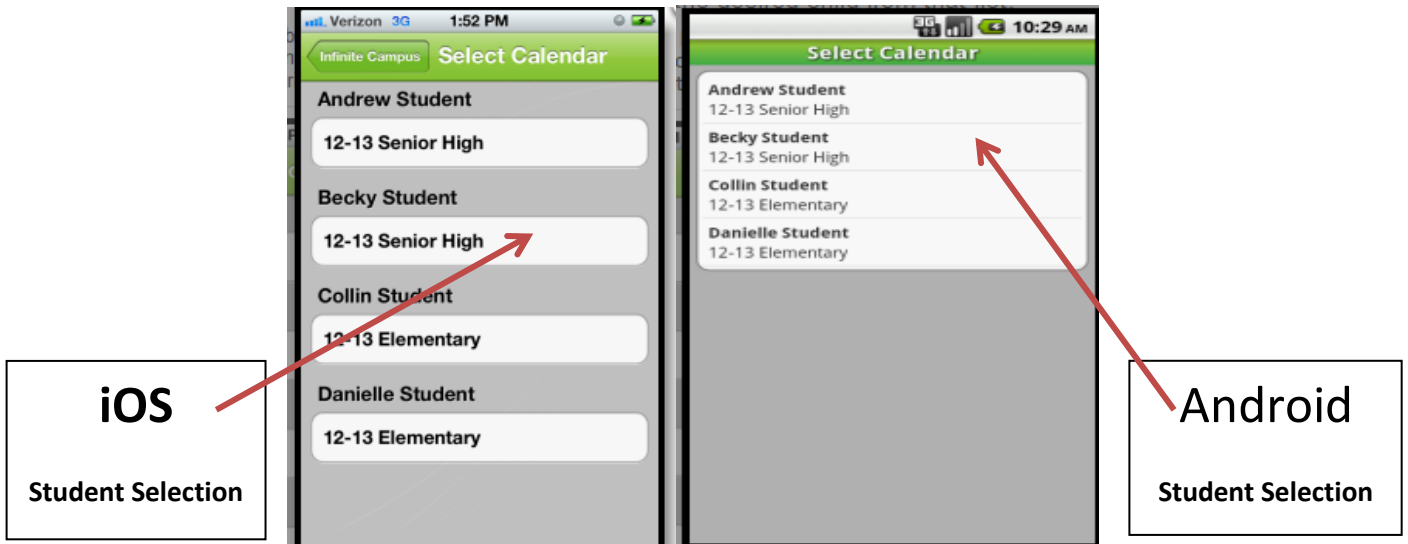 Verizon 3G 1:52 PM
Infinite Campus Select Calendar
Andrew Student
12-13 Senior High
Becky Student
12-13 Senior High
Collin Student
12-13 Elementary
Danielle Student
12-13 Elementary
3G 10:29 AM
Select Calendar
Andrew Student
12-13 Senior High
Becky Student
12-13 Senior High
Collin Student
12-13 Elementary
Danielle Student
12-13 Elementary
iOS
Student Selection
Android
Student Selection